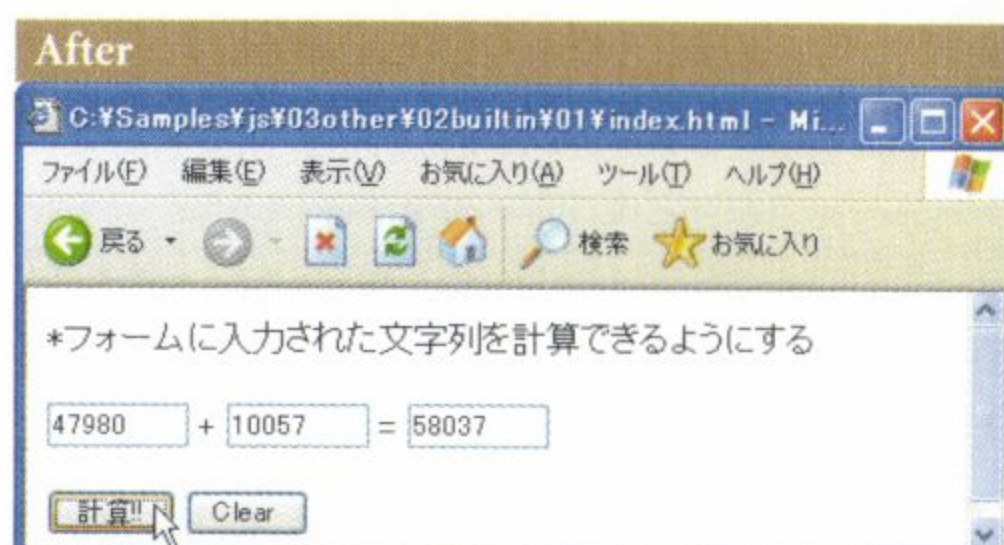 After
C:¥Samples¥js¥03other¥02builtin¥01¥index.html - Mi...
ファイル(F) 編集(E) 表示(V) お気に入り(A) ツール(T) ヘルプ(H)
戻る 検索 お気に入り
*フォームに入力された文字列を計算できるようにする
47980 + 10057 = 58037
計算!! Clear